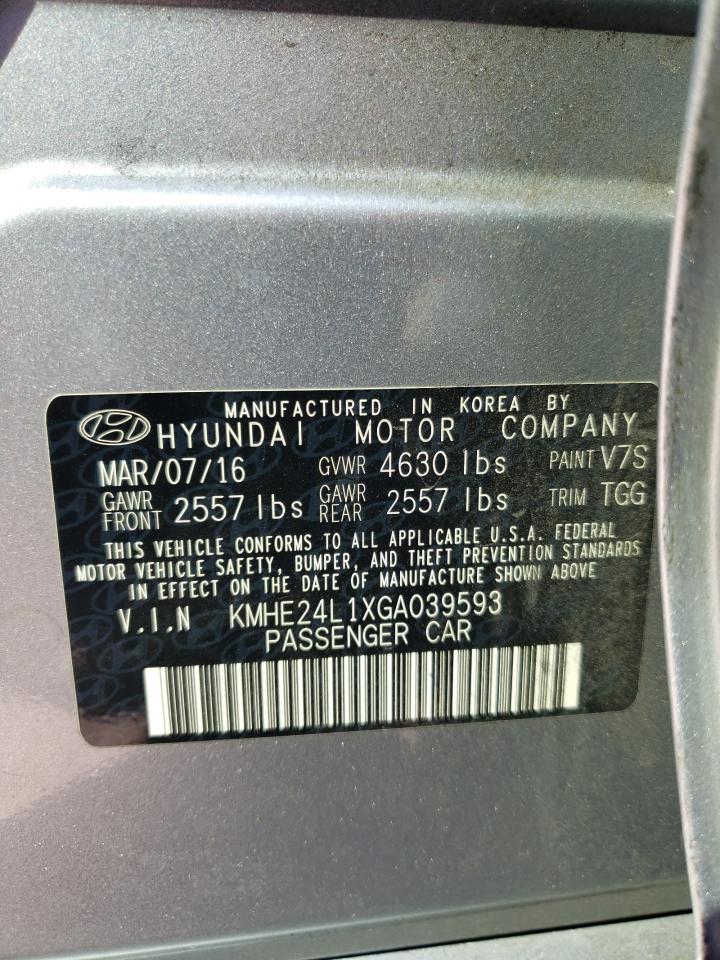 MANUFACTURED IN KOREA BY
HYUNDAI MOTOR COMPANY
MAR/07/16 GVWR 4630 lbs PAINT V7S
GAWR FRONT 2557 lbs GAWR REAR 2557 lbs TRIM TGG
THIS VEHICLE CONFORMS TO ALL APPLICABLE U.S.A. FEDERAL
MOTOR VEHICLE SAFETY, BUMPER, AND THEFT PREVENTION STANDARDS
IN EFFECT ON THE DATE OF MANUFACTURE SHOWN ABOVE
V.I.N KMHE24L1XGA039593
PASSENGER CAR